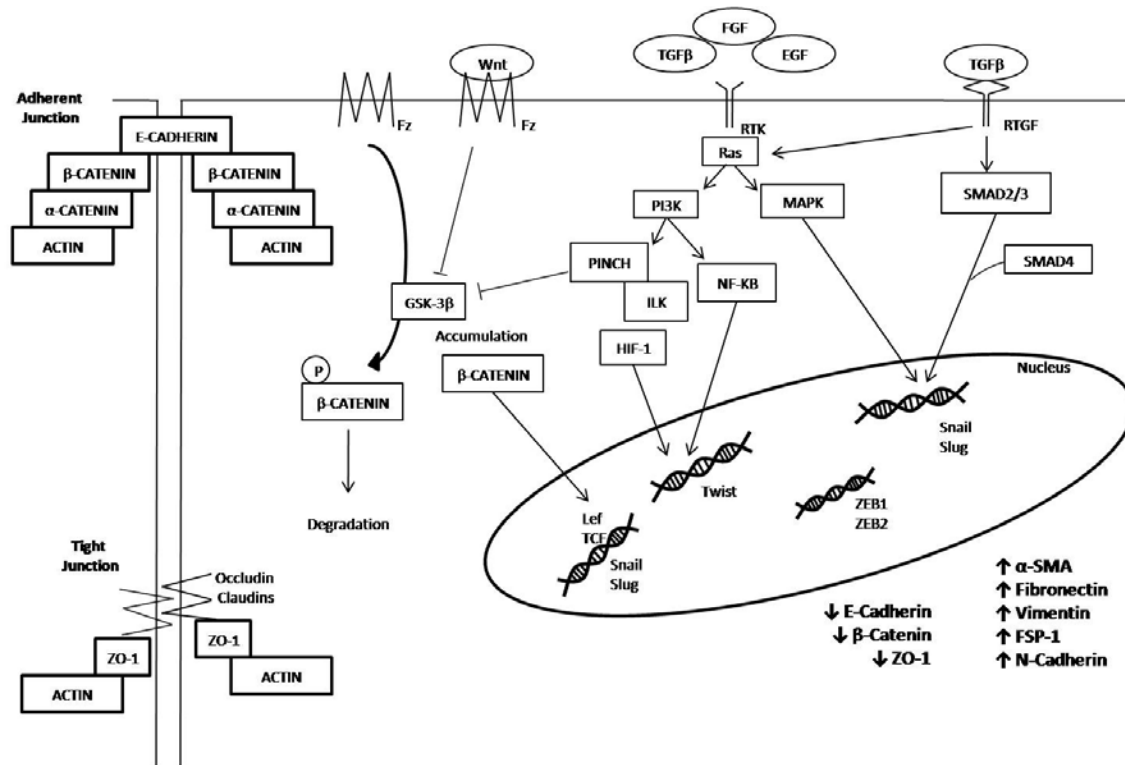 FGF
TGFβ
EGF
Wnt
TGFβ
Adherent
Junction
Fz
Fz
RTK
RTGF
E-CADHERIN
Ras
β-CATENIN
β-CATENIN
α-CATENIN
α-CATENIN
ACTIN
ACTIN
PI3K
MAPK
SMAD2/3
PINCH
ILK
NF-KB
SMAD4
GSK-3β
Accumulation
HIF-1
β-CATENIN
P
β-CATENIN
Nucleus
Snail
Slug
Twist
ZEB1
ZEB2
Degradation
Lef
TCF
Snail
Slug
Tight
Junction
Occludin
Claudins
ZO-1
ZO-1
ACTIN
ACTIN
↓ E-Cadherin
↓ β-Catenin
↓ ZO-1
↑ α-SMA
↑ Fibronectin
↑ Vimentin
↑ FSP-1
↑ N-Cadherin